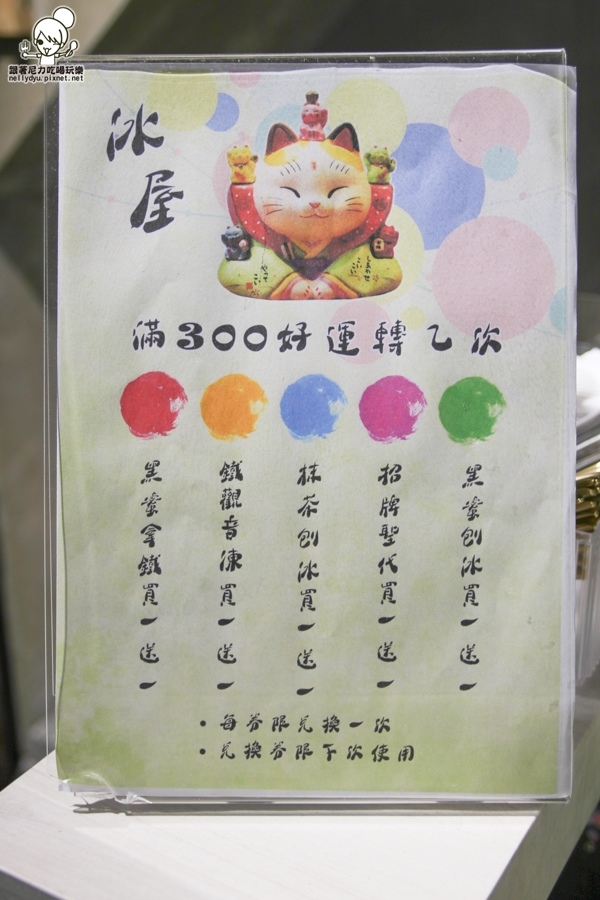 跟著尼力吃喝玩樂
nellydyu.pixnet.net
冰屋
滿300好運轉乙次
黑嵛拿鐵買一送一
鐵觀音凍買一送一
抹茶刨冰買一送一
招牌聖代買一送一
黑嵛刨冰買一送一
・每券限兌換一次
・兌換券限下次使用